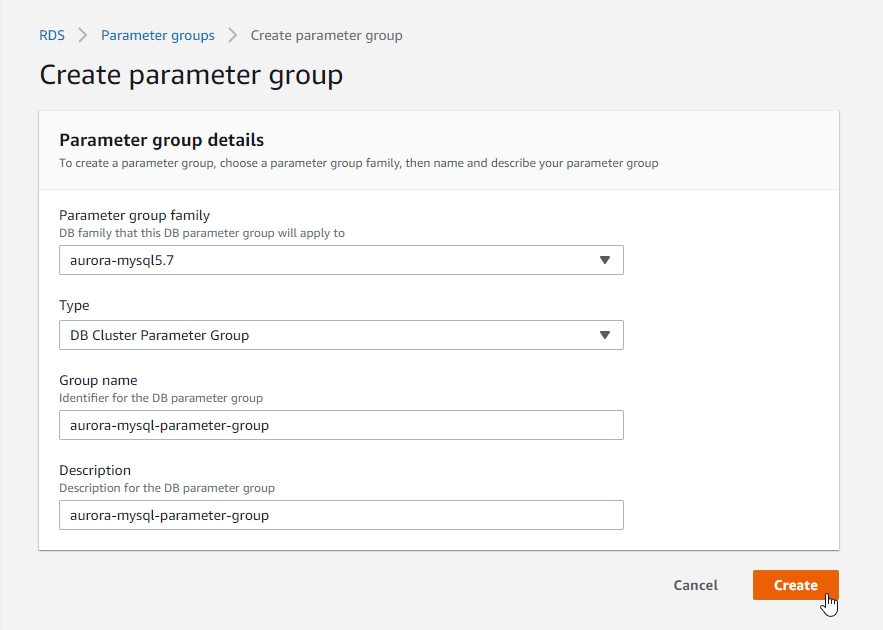 RDS > Parameter groups > Create parameter group
Create parameter group
Parameter group details
To create a parameter group, choose a parameter group family, then name and describe your parameter group
Parameter group family
DB family that this DB parameter group will apply to
aurora-mysql5.7
Type
DB Cluster Parameter Group
Group name
Identifier for the DB parameter group
aurora-mysql-parameter-group
Description
Description for the DB parameter group
aurora-mysql-parameter-group
Cancel Create